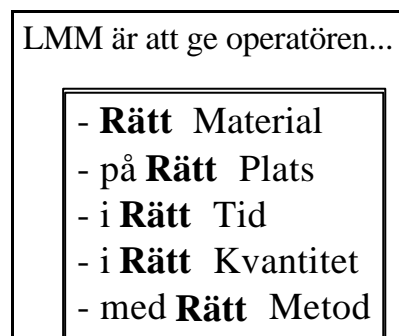 LMM är att ge operatören...
- Rätt Material
- på Rätt Plats
- i Rätt Tid
- i Rätt Kvantitet
- med Rätt Metod